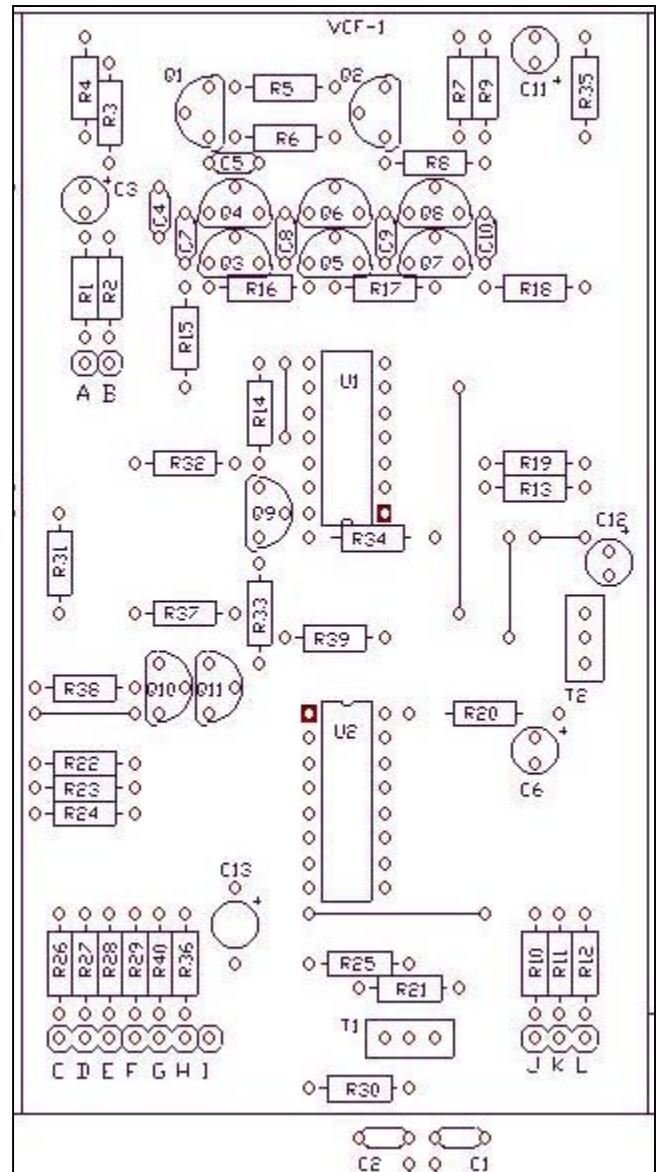 VCF-1
R4
R3
Q1
R5
Q2
R7
R9
C11
+
R35
R6
C5
R8
+
C3
C4
Q4
Q6
Q8
C7
C8
C9
C10
Q3
Q5
Q7
R1
R2
R16
R17
R18
R15
A B
U1
R14
R32
R19
R13
Q9
C12
+
R34
R31
R37
R33
R39
R38
Q10
Q11
T2
R20
U2
+
C6
R22
R23
R24
C13
+
R26
R27
R28
R29
R40
R36
R25
R10
R11
R12
R21
T1
C D E F G H I
J K L
R30
C2
C1